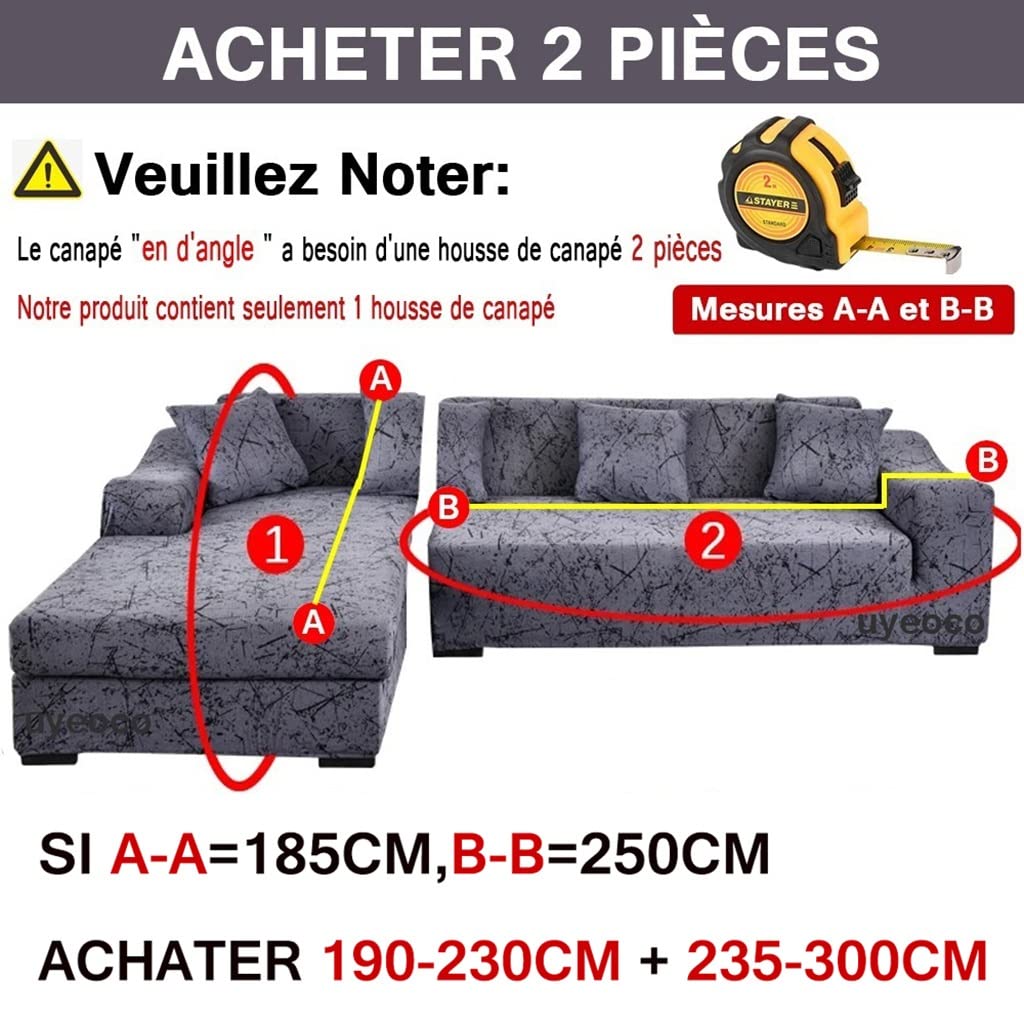 ACHETER 2 PIÈCES
Veuillez Noter:
Le canapé "en d'angle " a besoin d'une housse de canapé 2 pièces
Notre produit contient seulement 1 housse de canapé
2 M
STAYER
STANDARD
Mesures A-A et B-B
A
B
B
1
2
A
uyeoco
uyeoco
SI A-A=185CM,B-B=250CM
ACHATER 190-230CM + 235-300CM